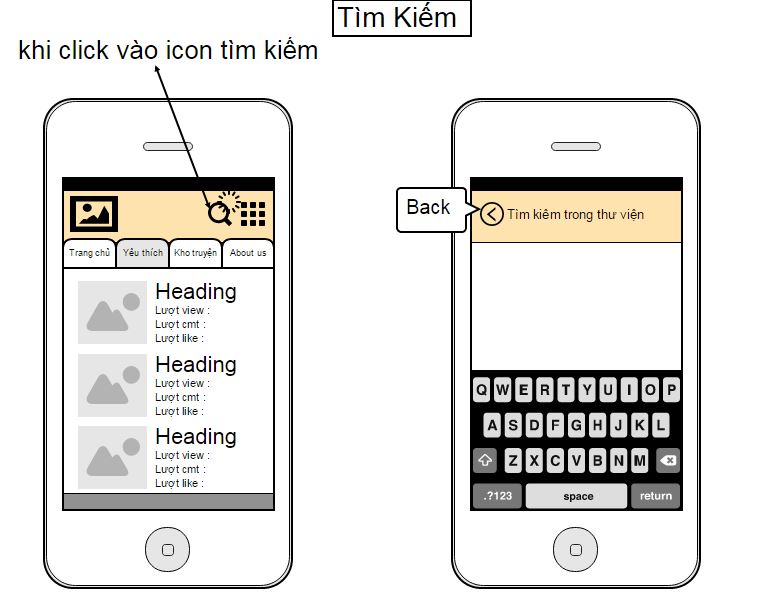 Tìm Kiếm
khi click vào icon tìm kiếm
Trang chủ Yêu thích Kho truyện About us
Heading
Lượt view :
Lượt cmt :
Lượt like :
Heading
Lượt view :
Lượt cmt :
Lượt like :
Heading
Lượt view :
Lượt cmt :
Lượt like :
Back
Tìm kiêm trong thư viện
Q W E R T Y U I O P
A S D F G H J K L
Z X C V B N M
.?123 space return